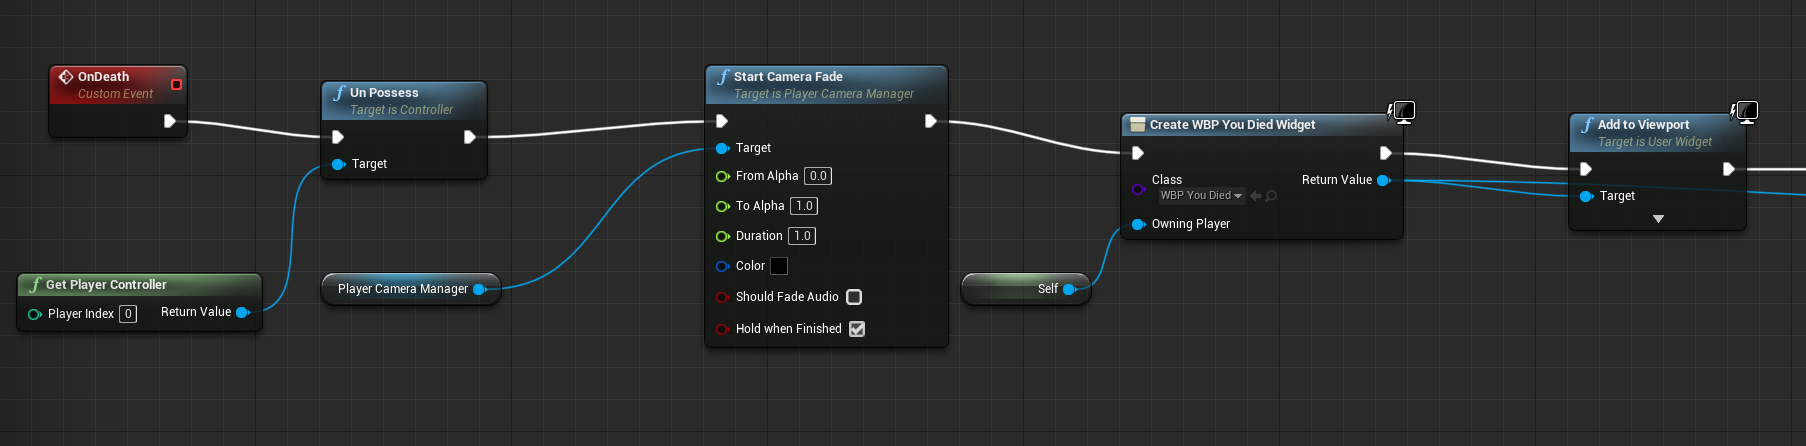 OnDeath
Custom Event
Un Possess
Target is Controller
Target
Get Player Controller
Player Index 0
Return Value
Player Camera Manager
Start Camera Fade
Target is Player Camera Manager
Target
From Alpha 0.0
To Alpha 1.0
Duration 1.0
Color
Should Fade Audio
Hold when Finished
Self
Create WBP You Died Widget
Class
WBP You Died
Return Value
Owning Player
Add to Viewport
Target is User Widget
Target